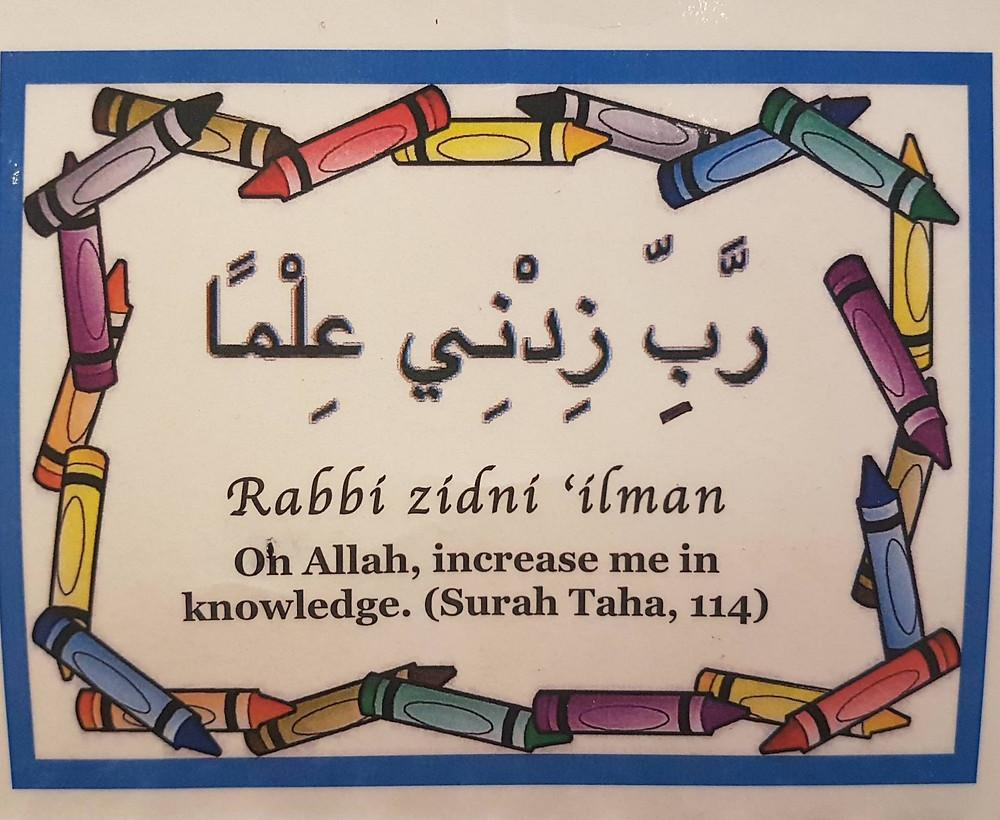 رَّبِّ زِدْنِي عِلْمًا
Rabbi zidni ‘ilman
Oh Allah, increase me in
knowledge. (Surah Taha, 114)